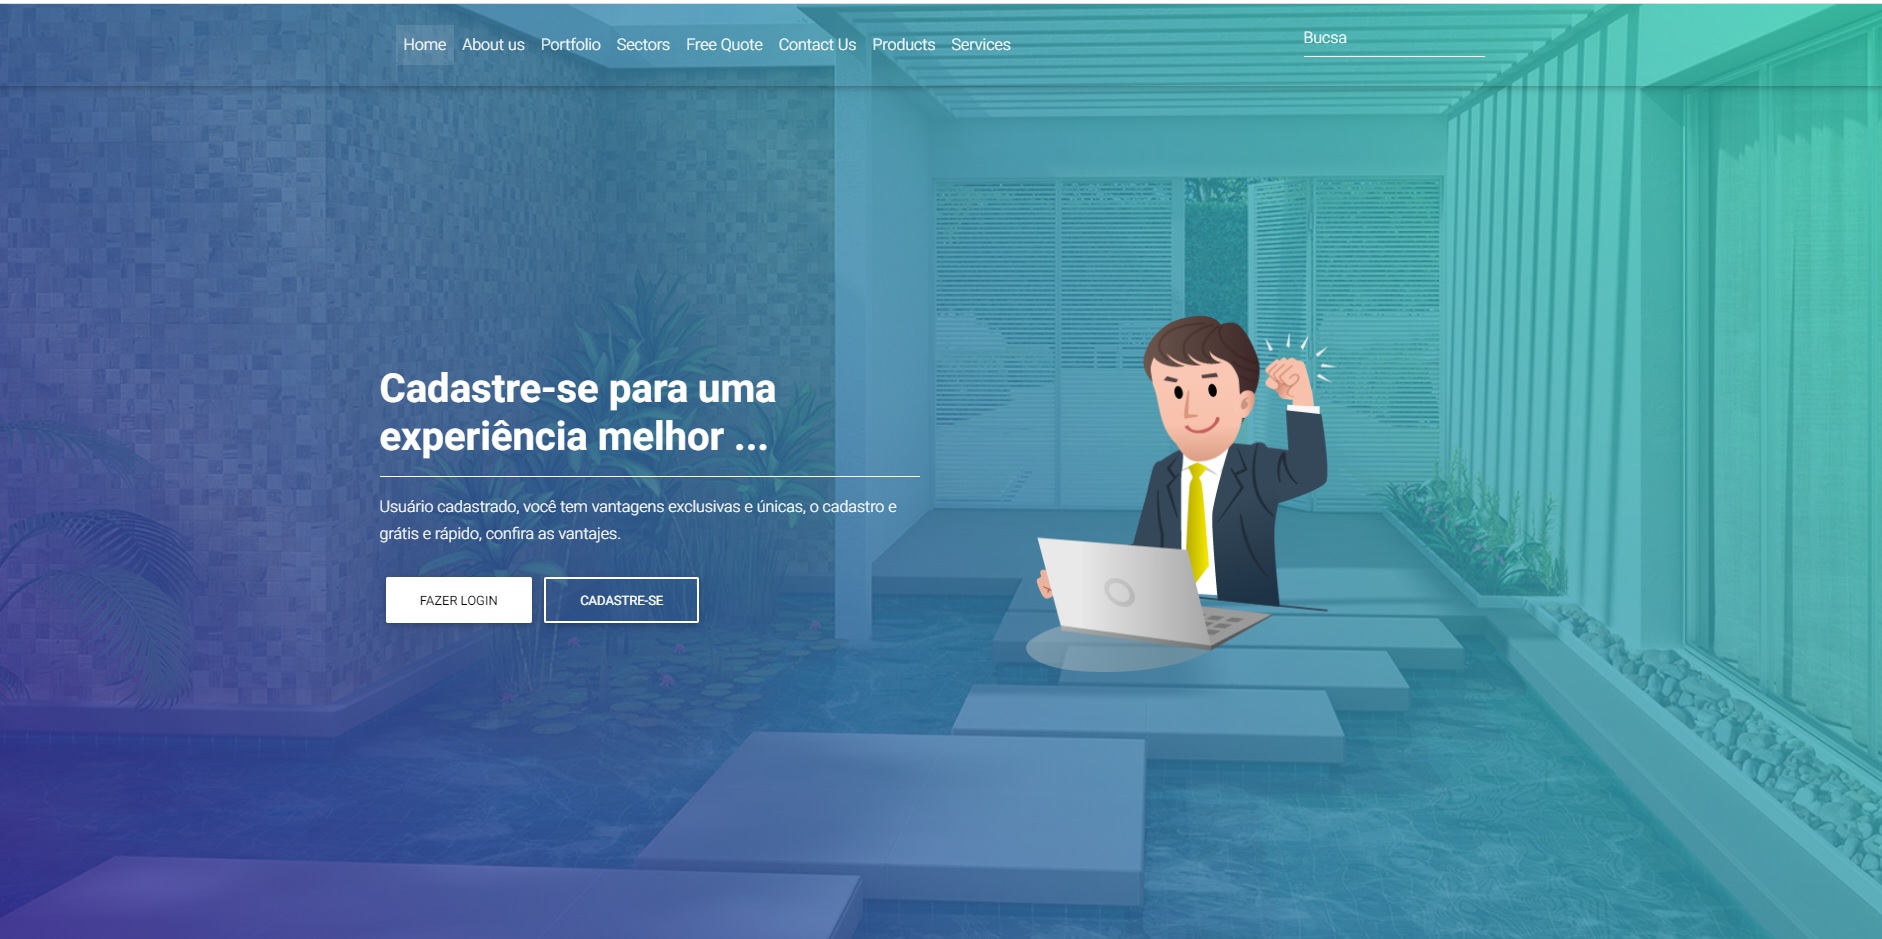 Home About us Portfolio Sectors Free Quote Contact Us Products Services Bucsa
Cadastre-se para uma
experiência melhor ...
Usuário cadastrado, você tem vantagens exclusivas e únicas, o cadastro e
grátis e rápido, confira as vantajes.
FAZER LOGIN CADASTRE-SE